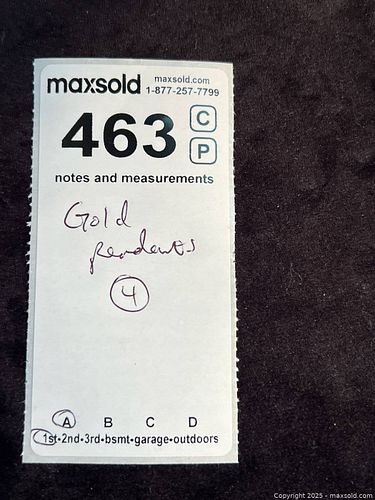 maxsold maxsold.com
1-877-257-7799
463 C
P
notes and measurements
Gold
pendents
4
A B C D
1st•2nd•3rd•bsmt•garage•outdoors
Copyright 2025 - maxsold.com